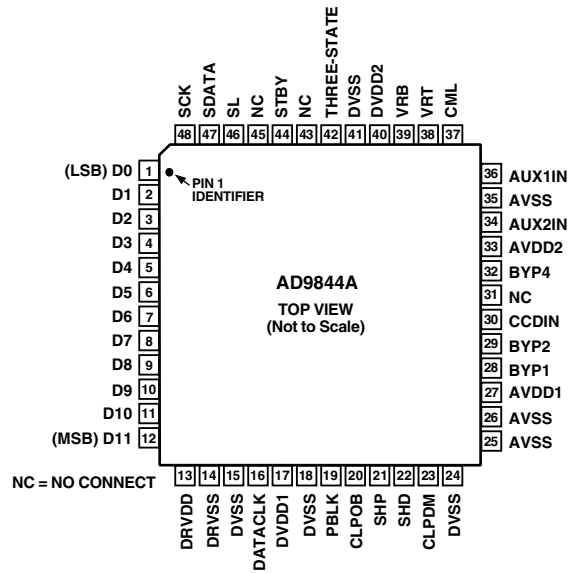 SCK
SDATA
SL
NC
STBY
NC
THREE-STATE
DVSS
DVDD2
VRB
VRT
CML
48 47 46 45 44 43 42 41 40 39 38 37
(LSB) D0 1
D1 2
D2 3
D3 4
D4 5
D5 6
D6 7
D7 8
D8 9
D9 10
D10 11
(MSB) D11 12
PIN 1
IDENTIFIER
AD9844A
TOP VIEW
(Not to Scale)
36 AUX1IN
35 AVSS
34 AUX2IN
33 AVDD2
32 BYP4
31 NC
30 CCDIN
29 BYP2
28 BYP1
27 AVDD1
26 AVSS
25 AVSS
NC = NO CONNECT
13 14 15 16 17 18 19 20 21 22 23 24
DRVDD
DRVSS
DVSS
DATACLK
DVDD1
DVSS
PBLK
CLPOB
SHP
SHD
CLPDM
DVSS